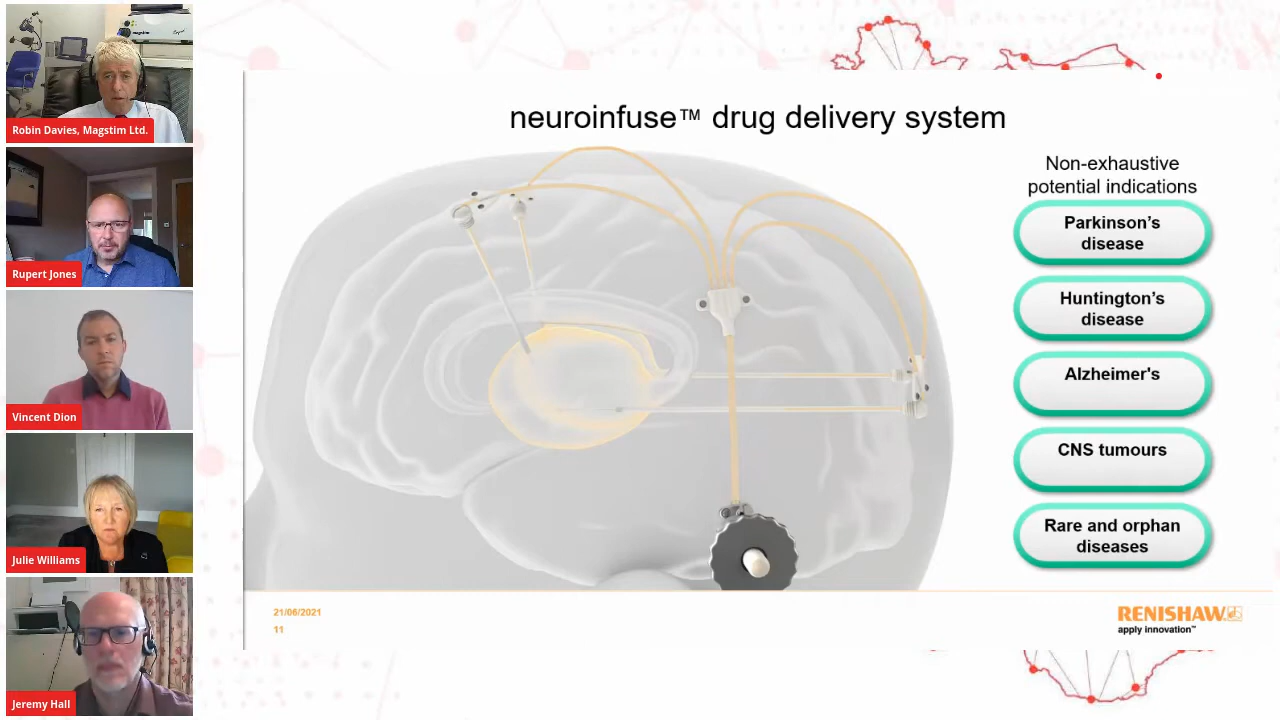 magstim
Robin Davies, Magstim Ltd.
Rupert Jones
Vincent Dion
Julie Williams
Jeremy Hall
neuroinfuse™ drug delivery system
Non-exhaustive
potential indications
Parkinson's
disease
Huntington's
disease
Alzheimer's
CNS tumours
Rare and orphan
diseases
21/06/2021
11
RENISHAW
apply innovation™